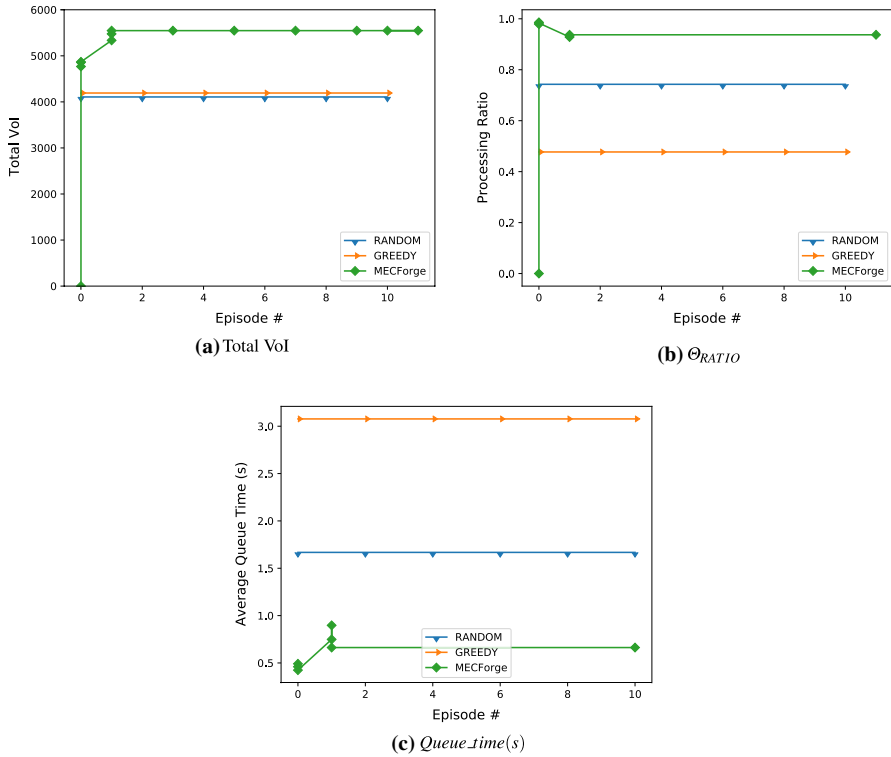 6000
5000
4000
3000
2000
1000
0
Total VoI
0
2
4
6
8
10
Episode #
RANDOM
GREEDY
MECForge
(a) Total VoI
1.0
0.8
0.6
0.4
0.2
0.0
Processing Ratio
0
2
4
6
8
10
Episode #
RANDOM
GREEDY
MECForge
(b) Θ_RATIO
3.0
2.5
2.0
1.5
1.0
0.5
Average Queue Time (s)
0
2
4
6
8
10
Episode #
RANDOM
GREEDY
MECForge
(c) Queue_time(s)